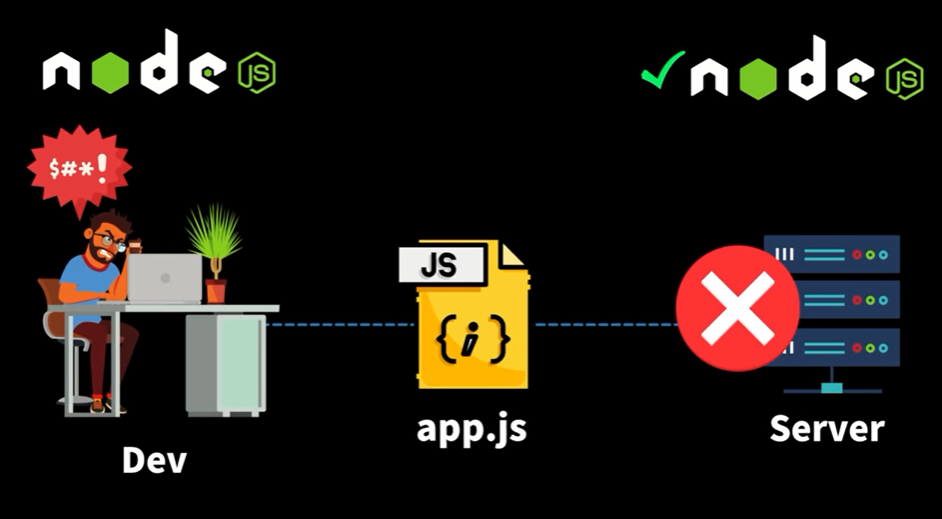 node JS
node JS
$#*!
JS
{i}
app.js
Server
Dev